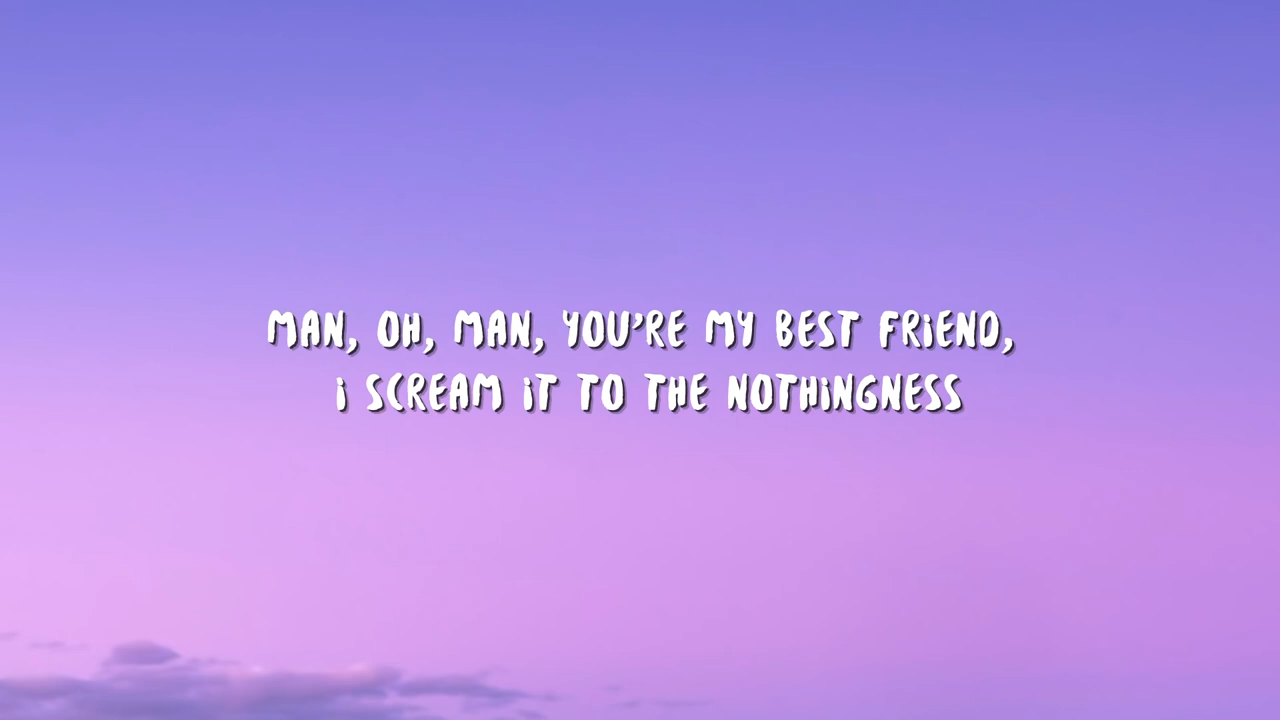 MAN, OH, MAN, YOU'RE MY BEST FRiEND,
i SCREAM iT TO THE NOTHiNGNESS